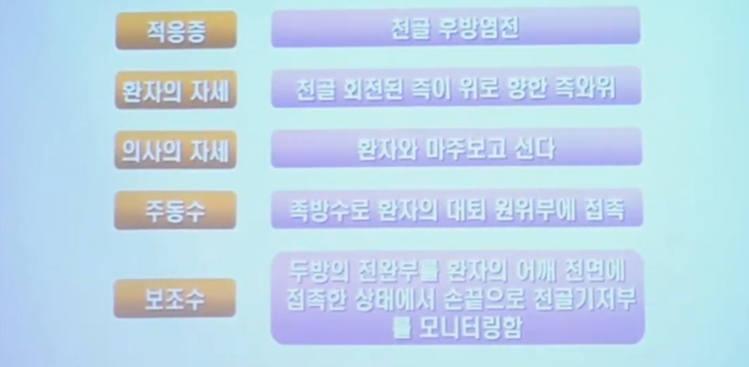 적응증
천골 후방염전
환자의 자세
천골 회전된 측이 위로 향한 측와위
의사의 자세
환자와 마주보고 선다
주동수
족방수로 환자의 대퇴 원위부에 접촉
보조수
두방의 전완부를 환자의 어깨 전면에
접촉한 상태에서 손끝으로 천골기저부
를 모니터링함